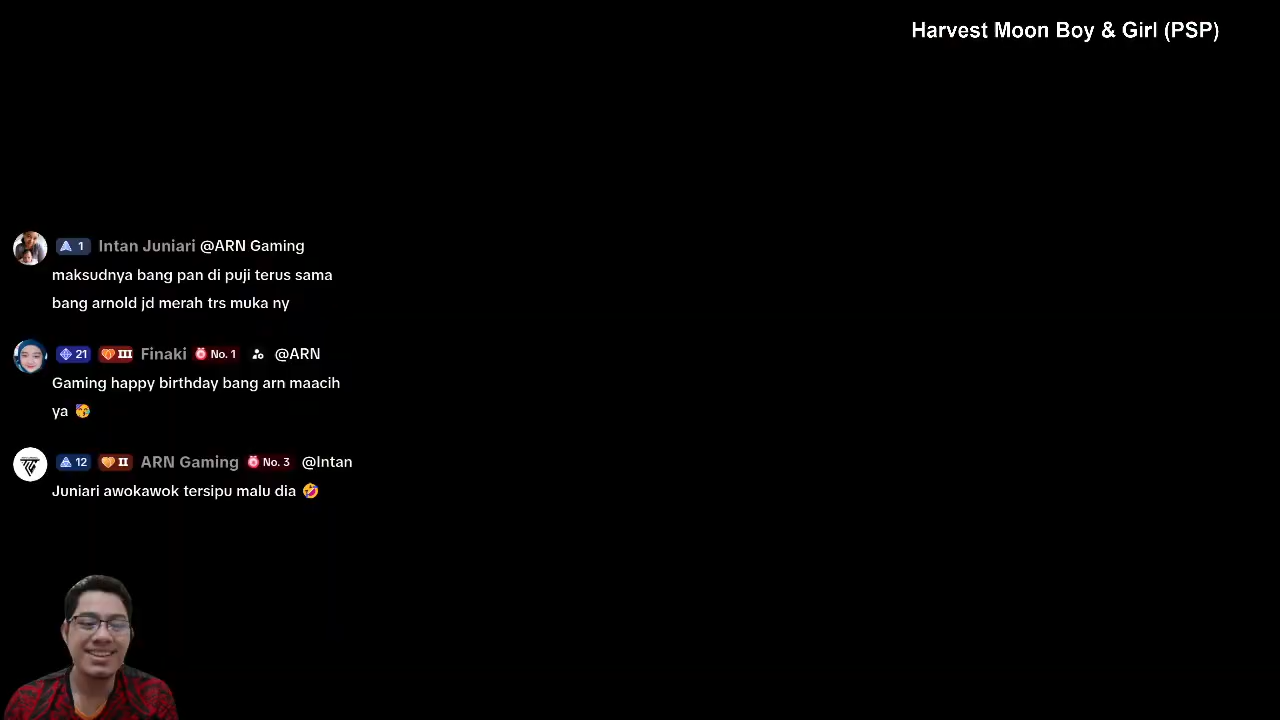 Harvest Moon Boy & Girl (PSP)
1 Intan Juniari @ARN Gaming
maksudnya bang pan di puji terus sama
bang arnold jd merah trs muka ny
21 III Finaki No. 1 @ARN
Gaming happy birthday bang arn maacih
ya 🥳
12 II ARN Gaming No. 3 @Intan
Juniari awokawok tersipu malu dia 🤣